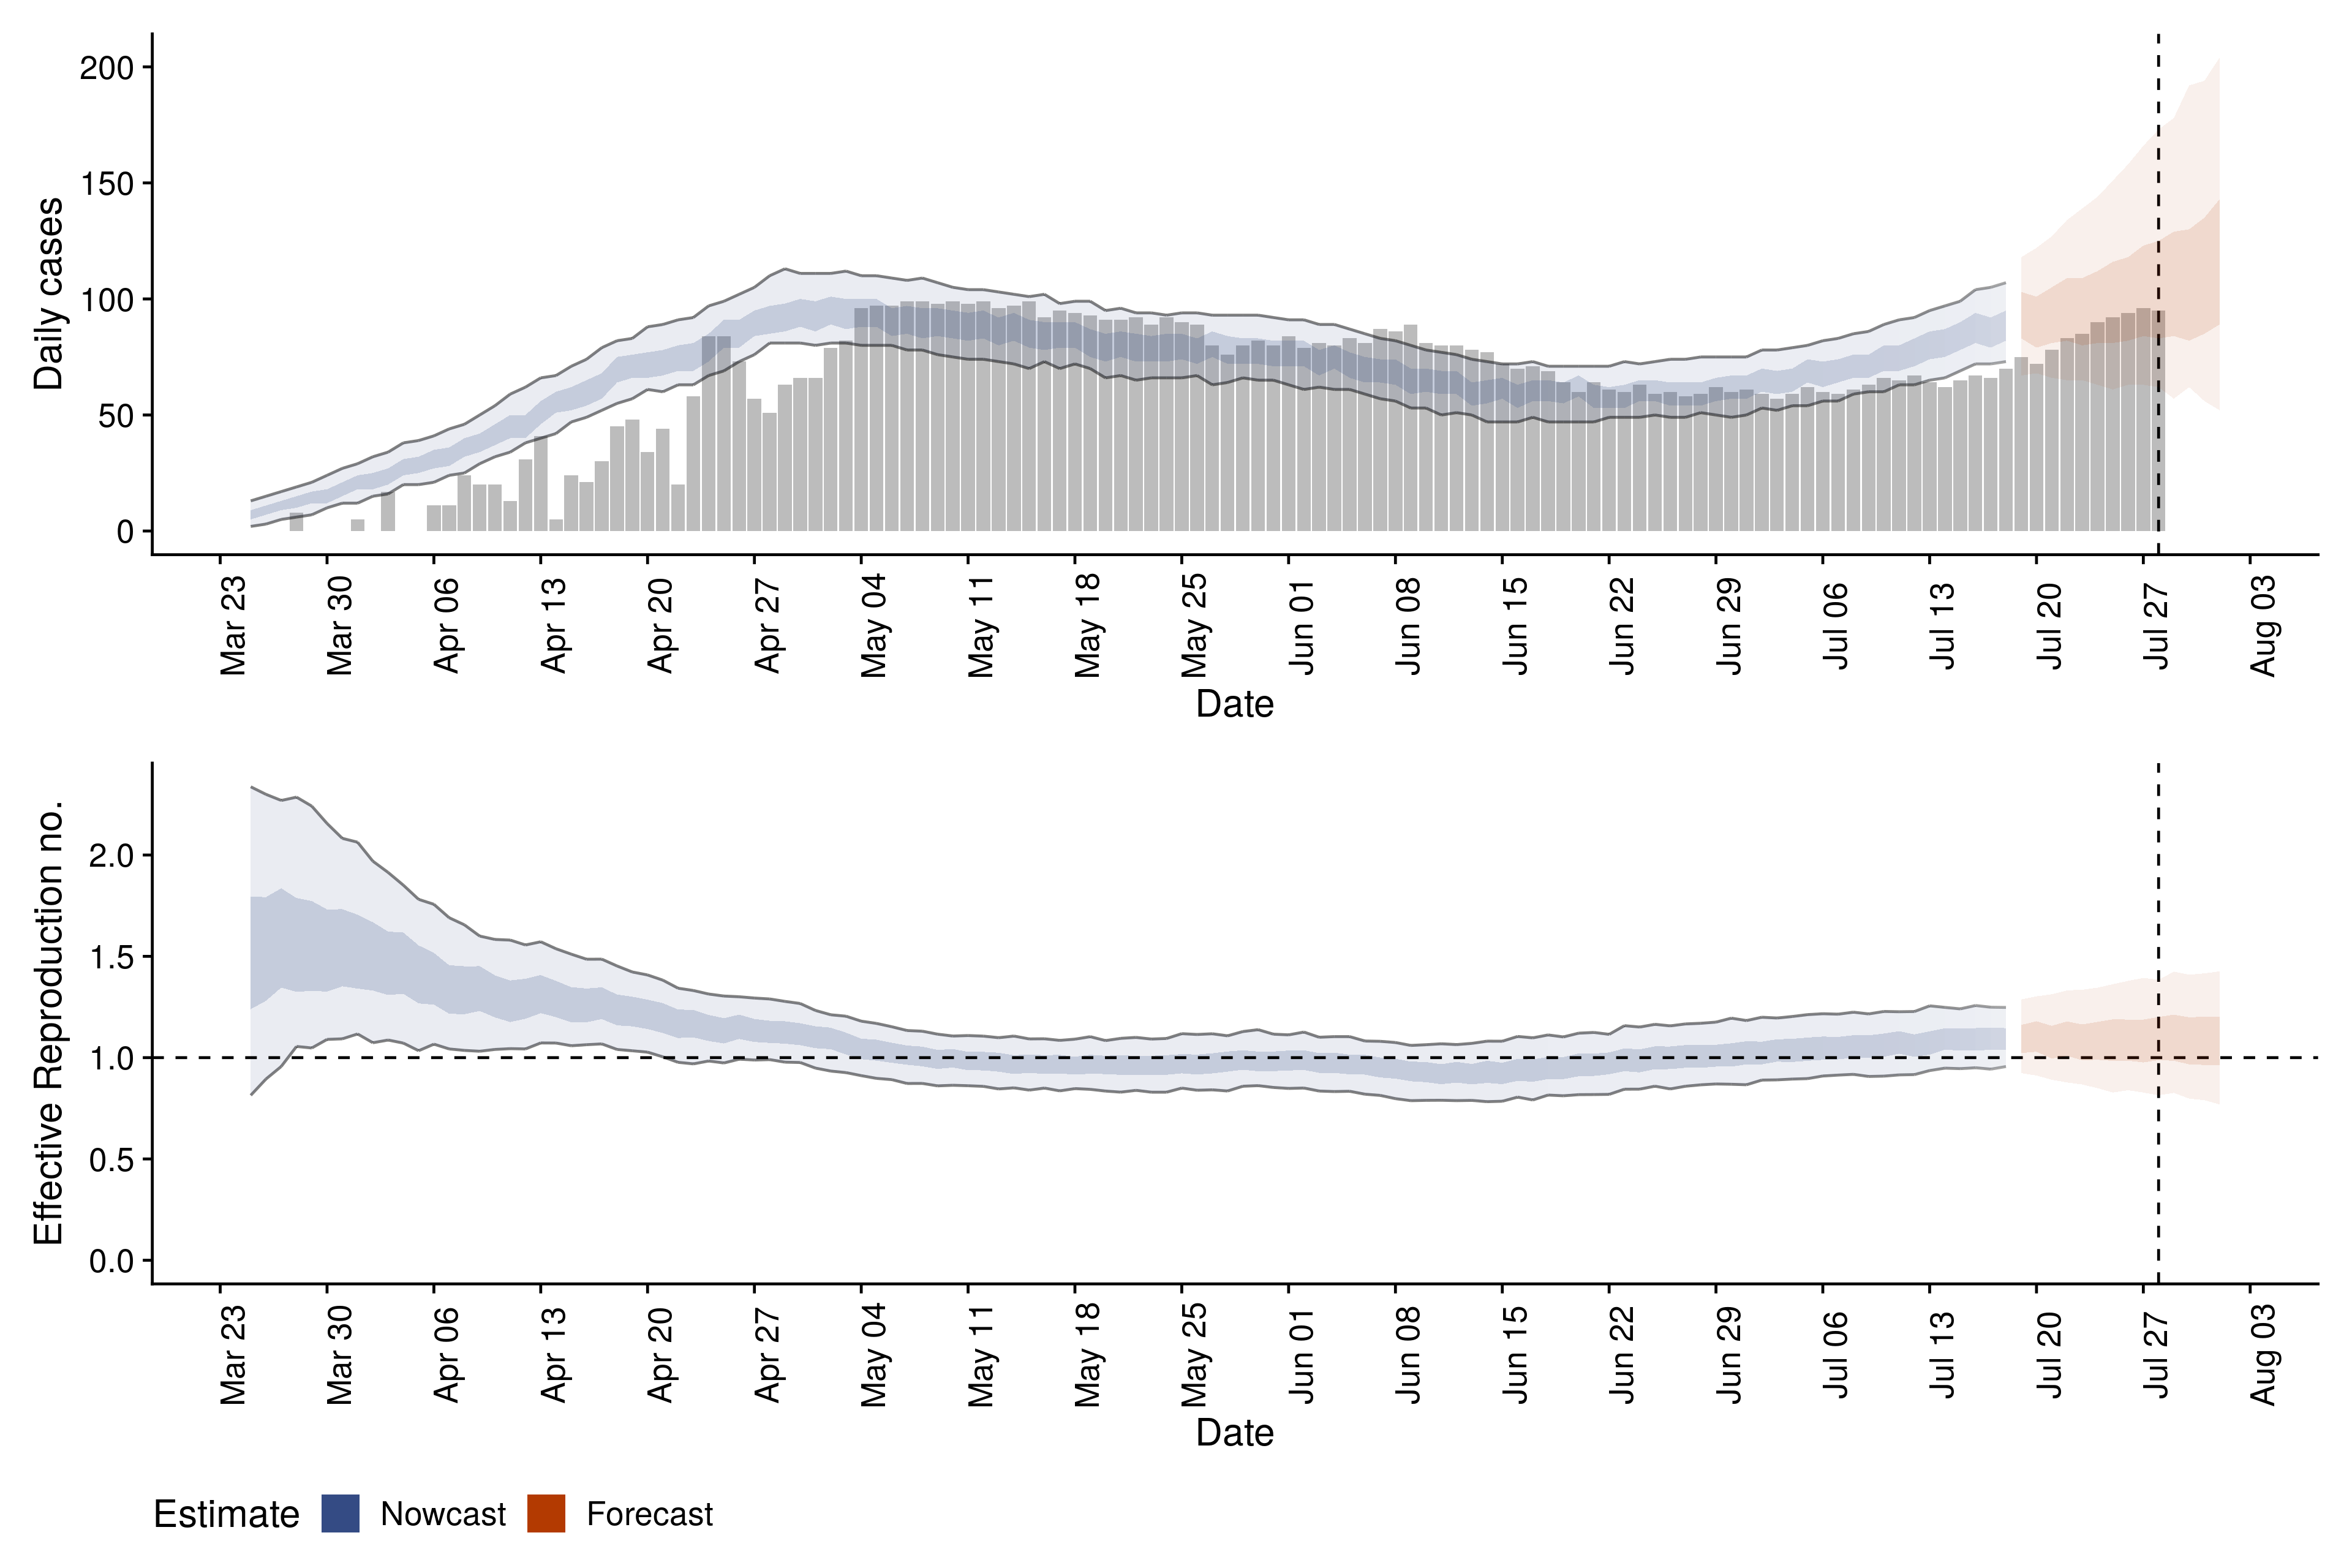 Daily cases
200
150
100
50
0
Mar 23
Mar 30
Apr 06
Apr 13
Apr 20
Apr 27
May 04
May 11
May 18
May 25
Jun 01
Jun 08
Jun 15
Jun 22
Jun 29
Jul 06
Jul 13
Jul 20
Jul 27
Aug 03
Date
Effective Reproduction no.
2.0
1.5
1.0
0.5
0.0
Mar 23
Mar 30
Apr 06
Apr 13
Apr 20
Apr 27
May 04
May 11
May 18
May 25
Jun 01
Jun 08
Jun 15
Jun 22
Jun 29
Jul 06
Jul 13
Jul 20
Jul 27
Aug 03
Date
Estimate Nowcast Forecast